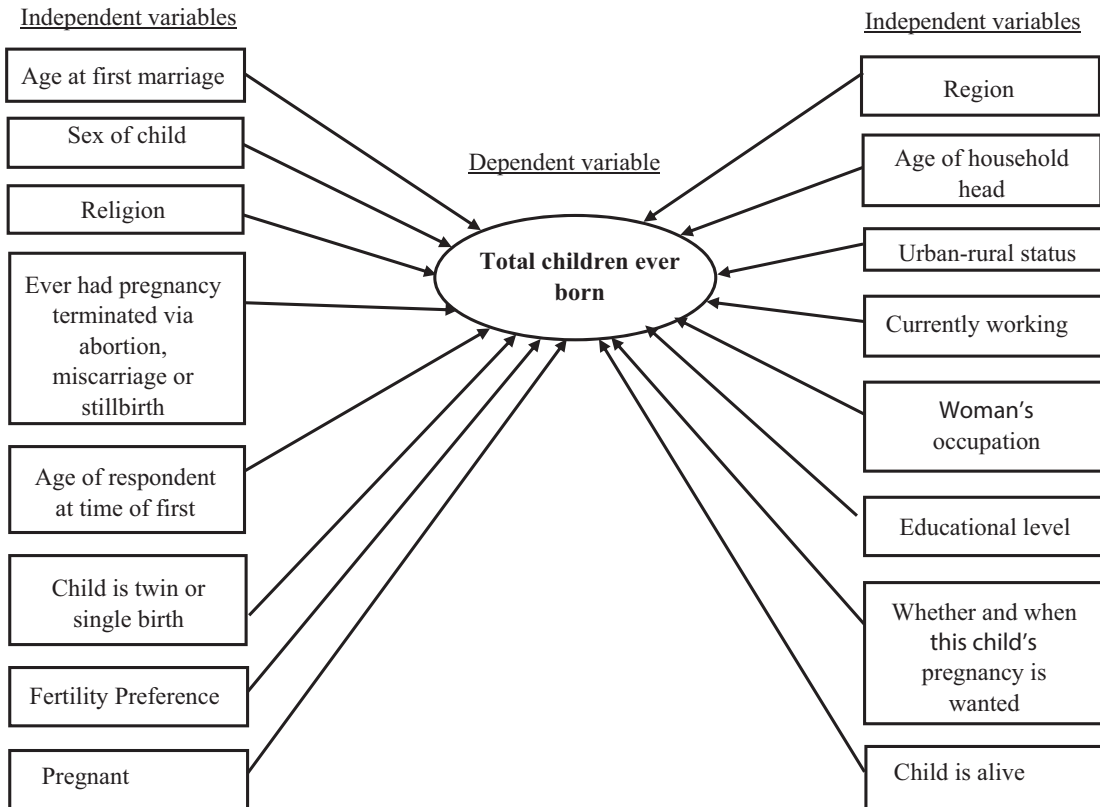 Independent variables
Age at first marriage
Sex of child
Religion
Ever had pregnancy
terminated via
abortion,
miscarriage or
stillbirth
Age of respondent
at time of first
Child is twin or
single birth
Fertility Preference
Pregnant
Dependent variable
Total children ever
born
Independent variables
Region
Age of household
head
Urban-rural status
Currently working
Woman's
occupation
Educational level
Whether and when
this child's
pregnancy is
wanted
Child is alive